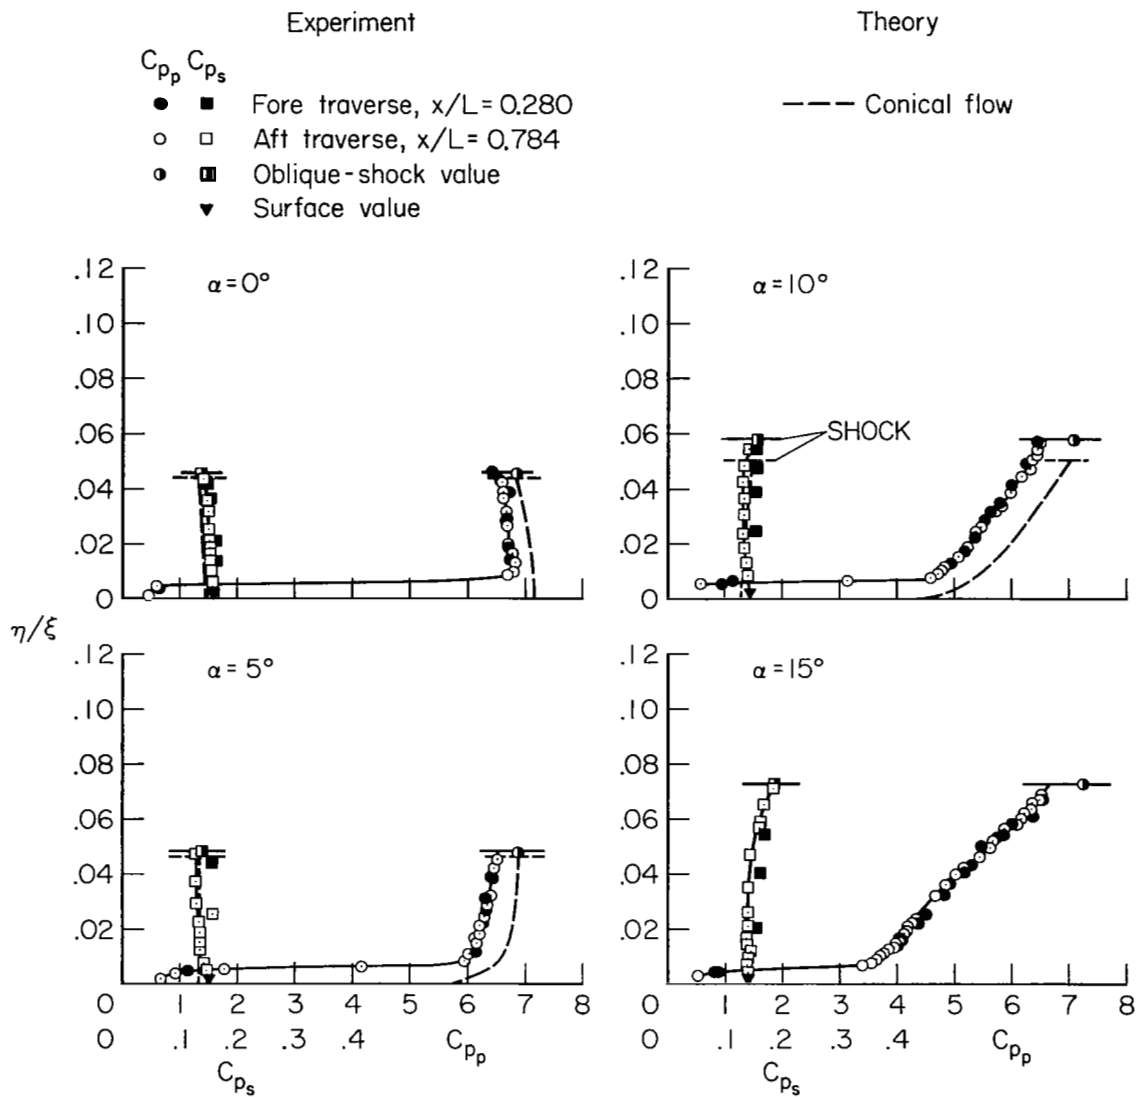 Experiment
Theory
Cpp Cps
Fore traverse, x/L = 0.280
Conical flow
Aft traverse, x/L = 0.784
Oblique-shock value
Surface value
.12
α = 0°
.10
.08
.06
.04
.02
0
.12
α = 10°
.10
.08
.06
SHOCK
.04
.02
0
η/ξ
.12
α = 5°
.10
.08
.06
.04
.02
0
.12
α = 15°
.10
.08
.06
.04
.02
0
0 1 2 3 4 5 6 7 8
0 .1 .2 .3 .4 Cpp
Cps
0 1 2 3 4 5 6 7 8
0 .1 .2 .3 .4 Cpp
Cps